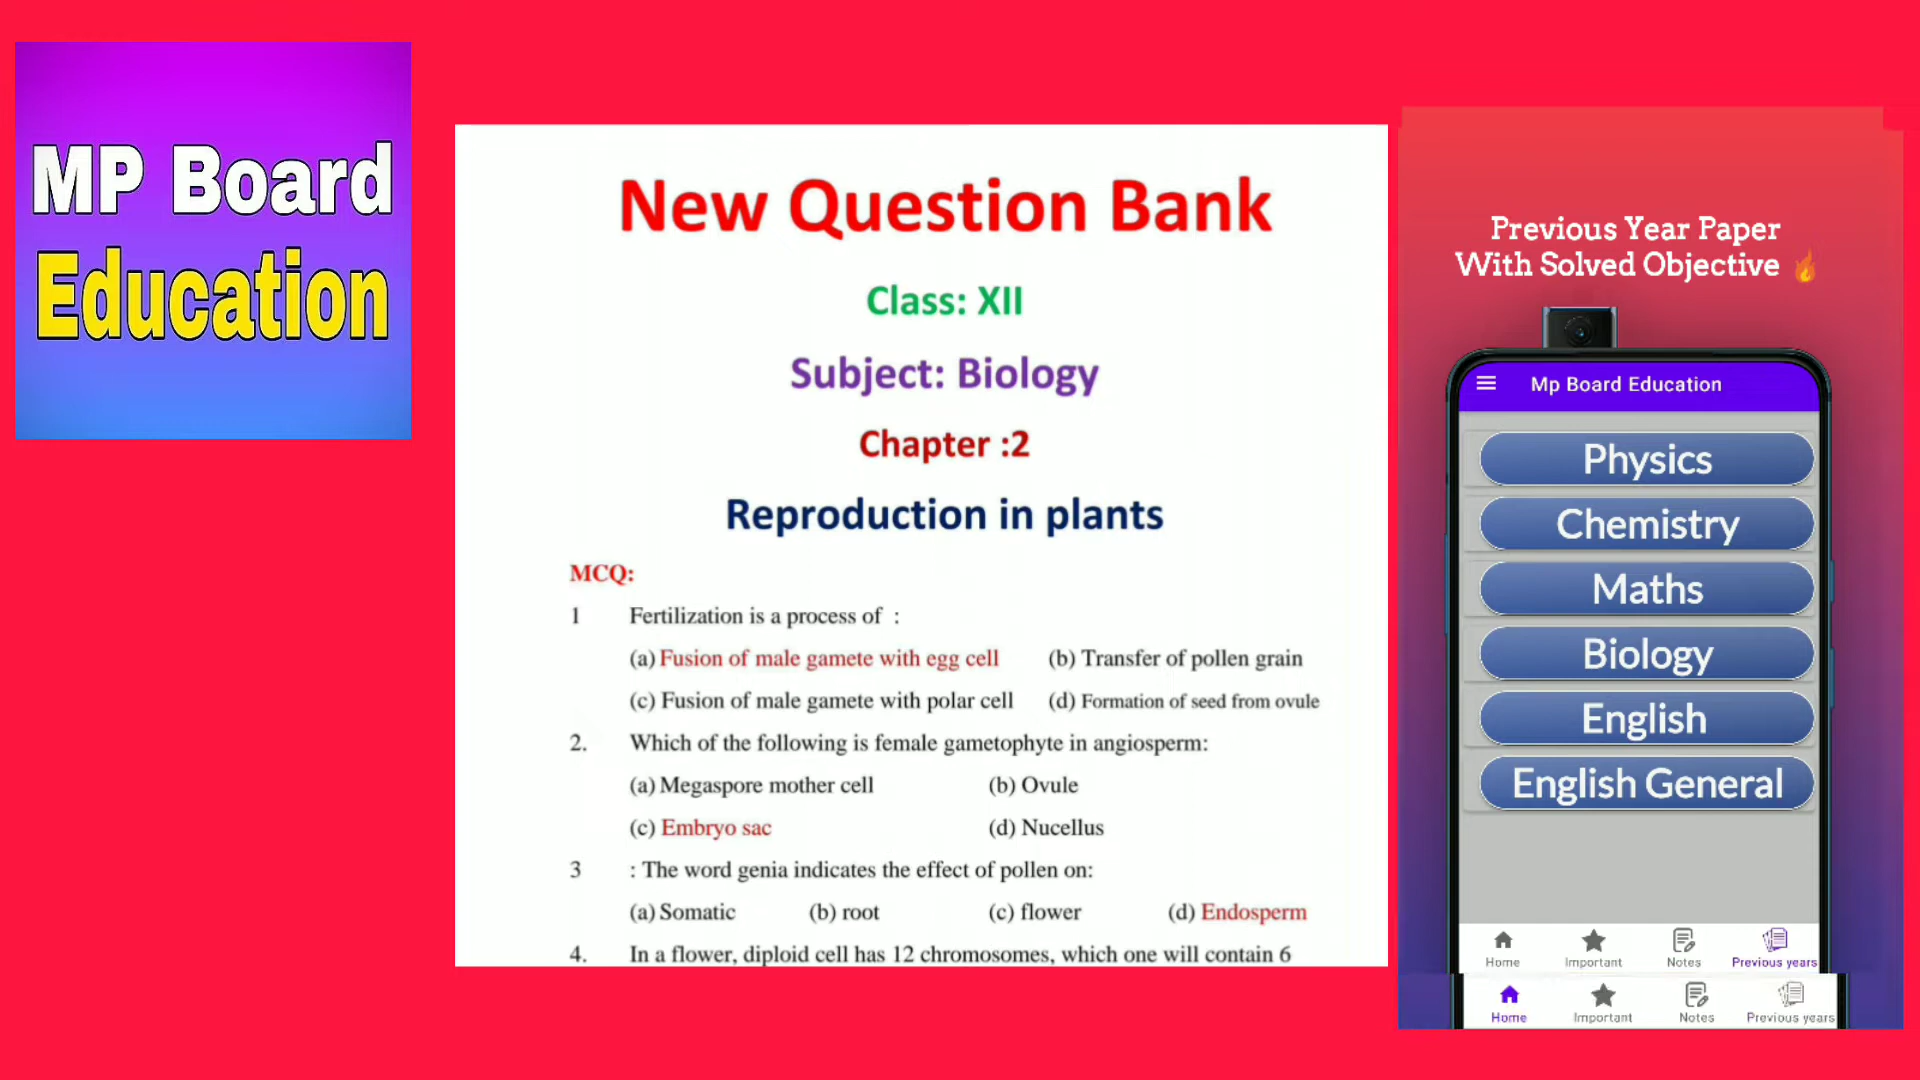 MP Board
Education
New Question Bank
Class: XII
Subject: Biology
Chapter :2
Reproduction in plants
MCQ:
1 Fertilization is a process of :
(a) Fusion of male gamete with egg cell (b) Transfer of pollen grain
(c) Fusion of male gamete with polar cell (d) Formation of seed from ovule
2. Which of the following is female gametophyte in angiosperm:
(a) Megaspore mother cell (b) Ovule
(c) Embryo sac (d) Nucellus
3 : The word genia indicates the effect of pollen on:
(a) Somatic (b) root (c) flower (d) Endosperm
4. In a flower, diploid cell has 12 chromosomes, which one will contain 6
Previous Year Paper
With Solved Objective 🔥
Mp Board Education
Physics
Chemistry
Maths
Biology
English
English General
Home Important Notes Previous years
Home Important Notes Previous years